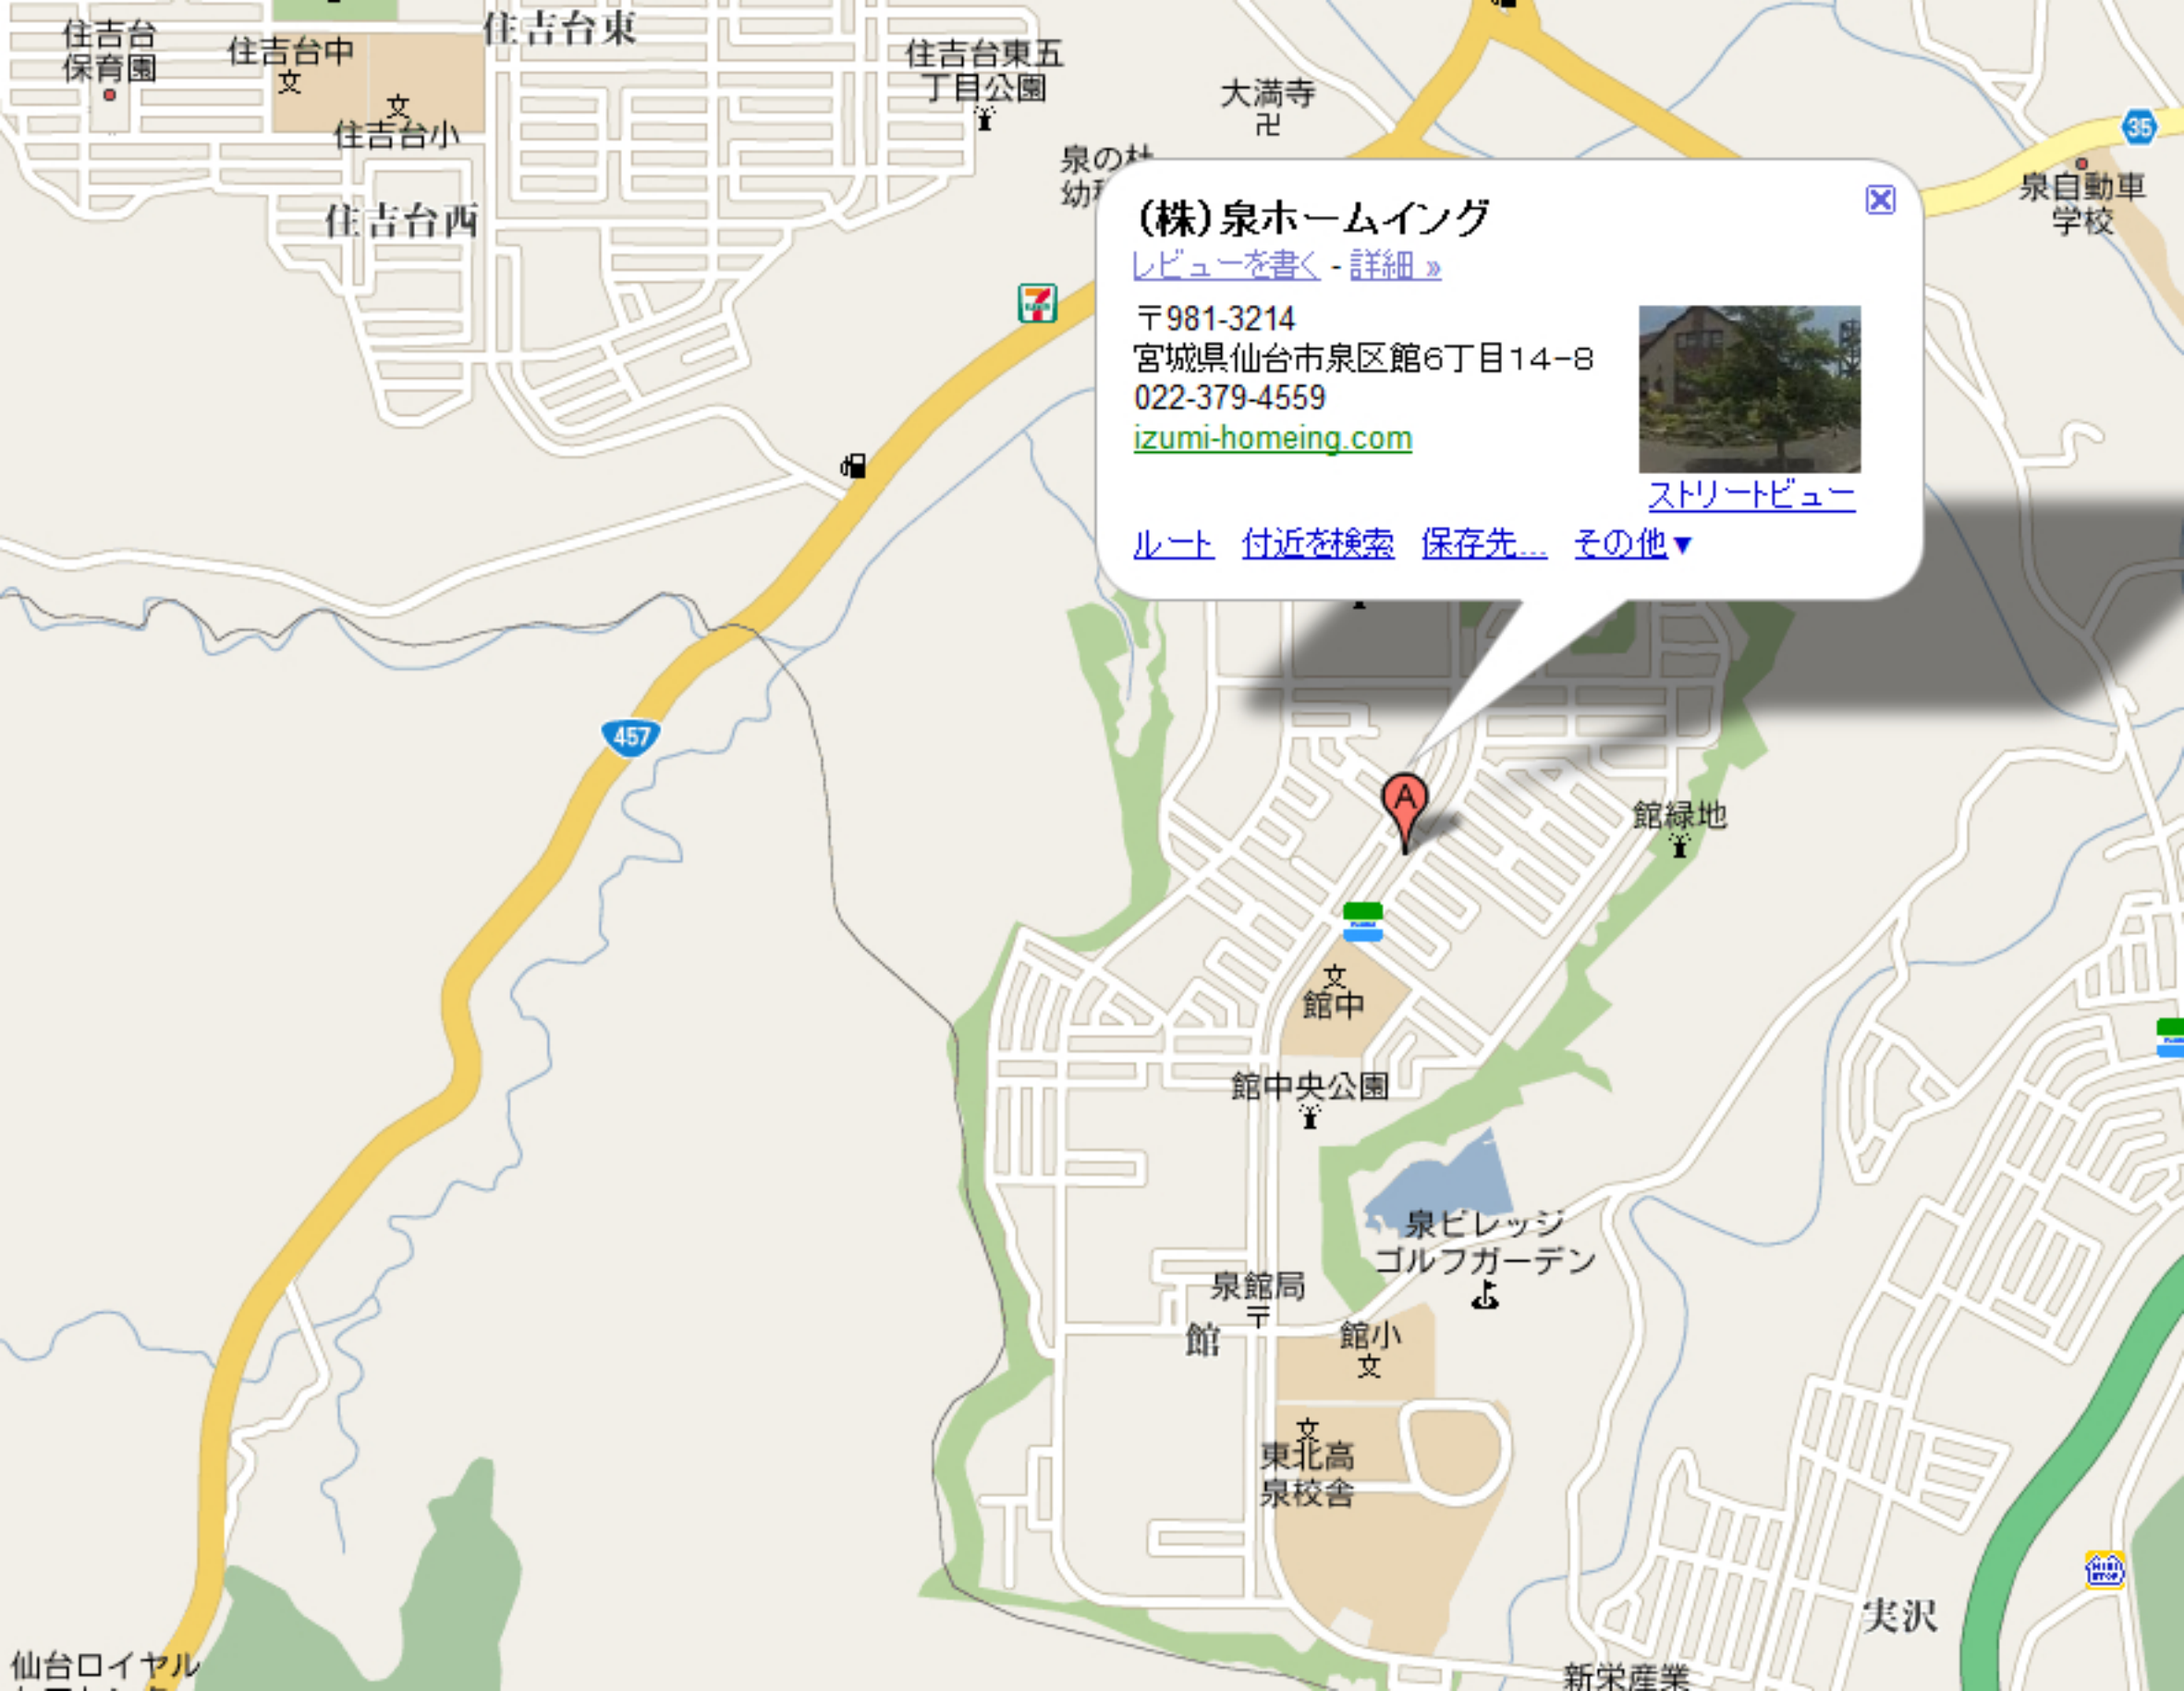 住吉台東
住吉台
保育園
住吉台中
文
文
住吉台小
住吉台東五
丁目公園
大満寺
卍
35
泉自動車
学校
泉の杜
住吉台西
(株)泉ホームイング
レビューを書く - 詳細 »
〒981-3214
宮城県仙台市泉区館6丁目14-8
022-379-4559
izumi-homeing.com
ストリートビュー
ルート 付近を検索 保存先... その他▼
457
A
館緑地
文
館中
館中央公園
泉ビレッジ
ゴルフガーデン
泉館局
〒
館
館小
文
文
東北高
泉校舎
実沢
仙台ロイヤル
新栄産業